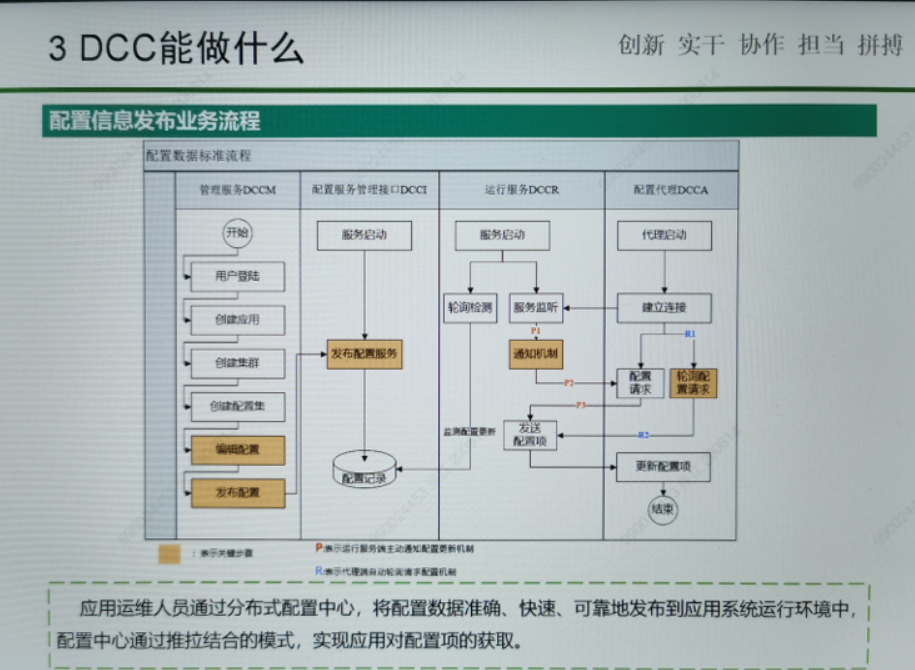 3 DCC能做什么
创新 实干 协作 担当 拼搏
配置信息发布业务流程
配置数据标准流程
管理服务DCCM
配置服务管理接口DCCI
运行服务DCCR
配置代理DCCA
开始
用户登陆
创建应用
创建集群
创建配置集
编辑配置
发布配置
服务启动
发布配置服务
配置记录
服务启动
轮询检测
服务监听
P1
通知机制
P2
P3
监测配置更新
发送
配置项
代理启动
建立连接
R1
配置
请求
轮询配
置请求
R2
更新配置项
结束
：表示关键步骤
P:表示运行服务端主动通知配置更新机制
R:表示代理端自动轮询请求配置机制
应用运维人员通过分布式配置中心，将配置数据准确、快速、可靠地发布到应用系统运行环境中，
配置中心通过推拉结合的模式，实现应用对配置项的获取。